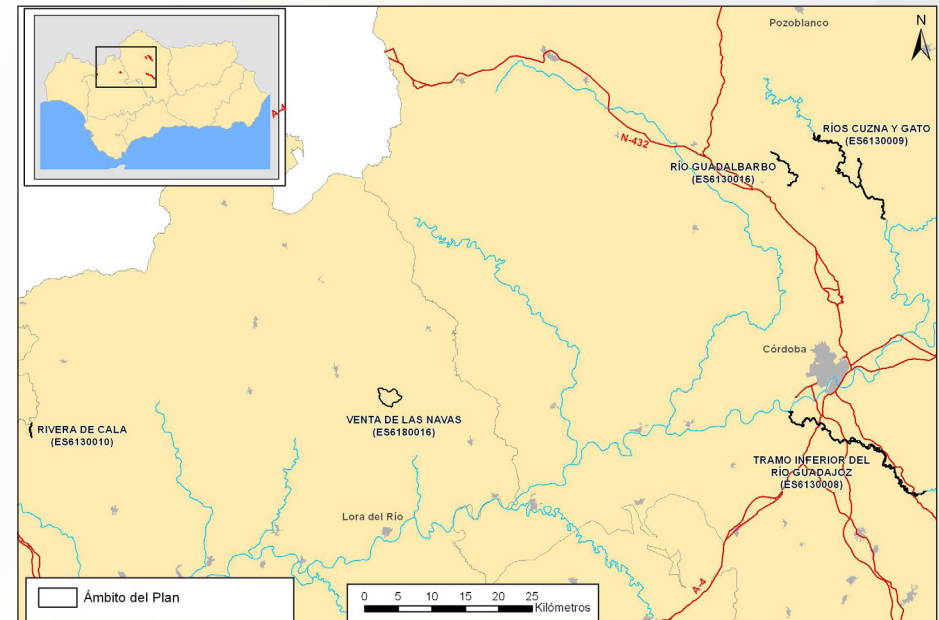 Pozoblanco
N
A-4
N-432
RÍOS CUZNA Y GATO
(ES6130009)
RÍO GUADALBARBO
(ES6130016)
Córdoba
RIVERA DE CALA
(ES6130010)
VENTA DE LAS NAVAS
(ES6180016)
TRAMO INFERIOR DEL
RÍO GUADAJOZ
(ES6130008)
Lora del Río
A-4
Ámbito del Plan
0 5 10 15 20 25
Kilómetros